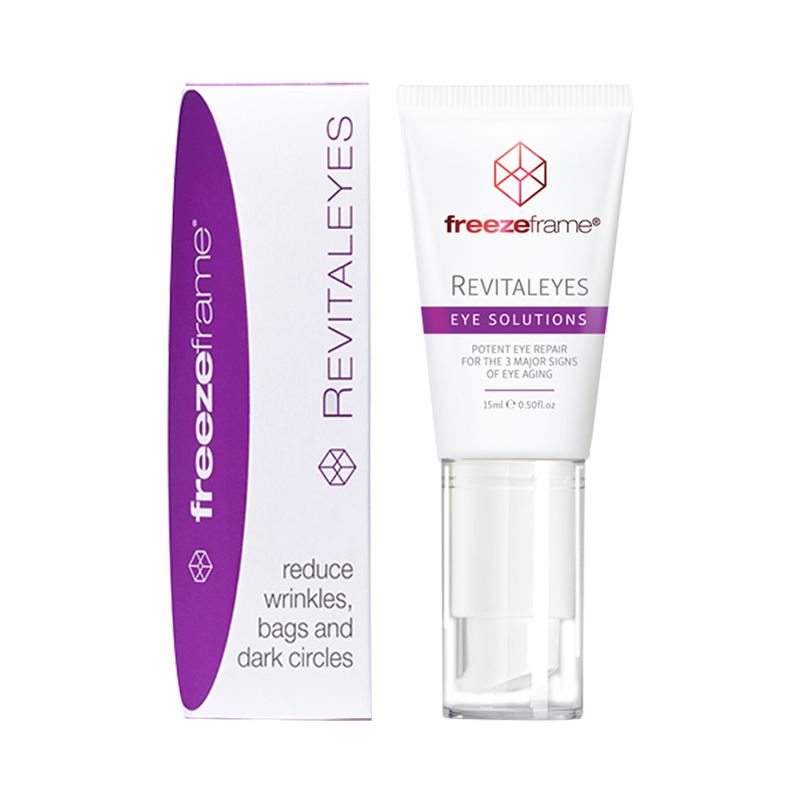 freezeframe®
REVITALEYES
reduce
wrinkles,
bags and
dark circles
freezeframe®
REVITALEYES
EYE SOLUTIONS
POTENT EYE REPAIR
FOR THE 3 MAJOR SIGNS
OF EYE AGING
15ml ℮ 0.50fl.oz